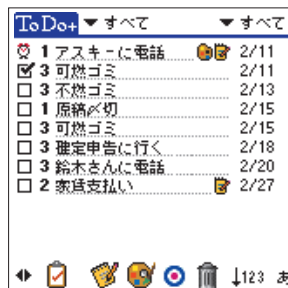 ToDo+ ▼すべて ▼すべて
1 アスキーに電話 2/11
3 可燃ゴミ 2/11
3 不燃ゴミ 2/13
1 原稿〆切 2/15
3 可燃ゴミ 2/15
3 確定申告に行く 2/18
3 鈴木さんに電話 2/20
2 家賃支払い 2/27
↓123 あ